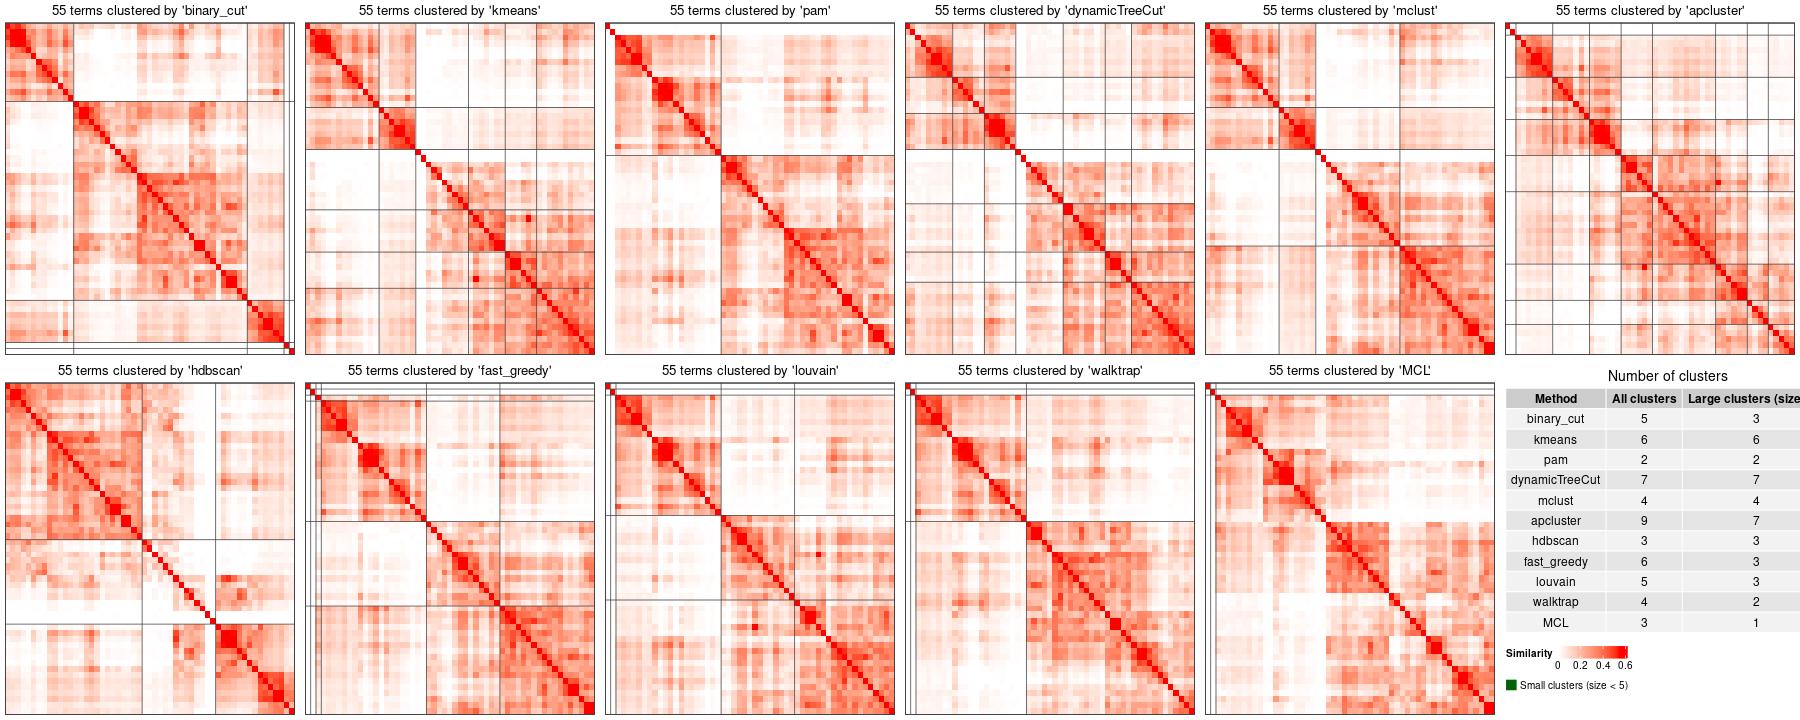 55 terms clustered by 'binary_cut'
55 terms clustered by 'kmeans'
55 terms clustered by 'pam'
55 terms clustered by 'dynamicTreeCut'
55 terms clustered by 'mclust'
55 terms clustered by 'apcluster'
55 terms clustered by 'hdbscan'
55 terms clustered by 'fast_greedy'
55 terms clustered by 'louvain'
55 terms clustered by 'walktrap'
55 terms clustered by 'MCL'
Number of clusters
Method All clusters Large clusters (size
binary_cut 5 3
kmeans 6 6
pam 2 2
dynamicTreeCut 7 7
mclust 4 4
apcluster 9 7
hdbscan 3 3
fast_greedy 6 3
louvain 5 3
walktrap 4 2
MCL 3 1
Similarity
0 0.2 0.4 0.6
Small clusters (size < 5)